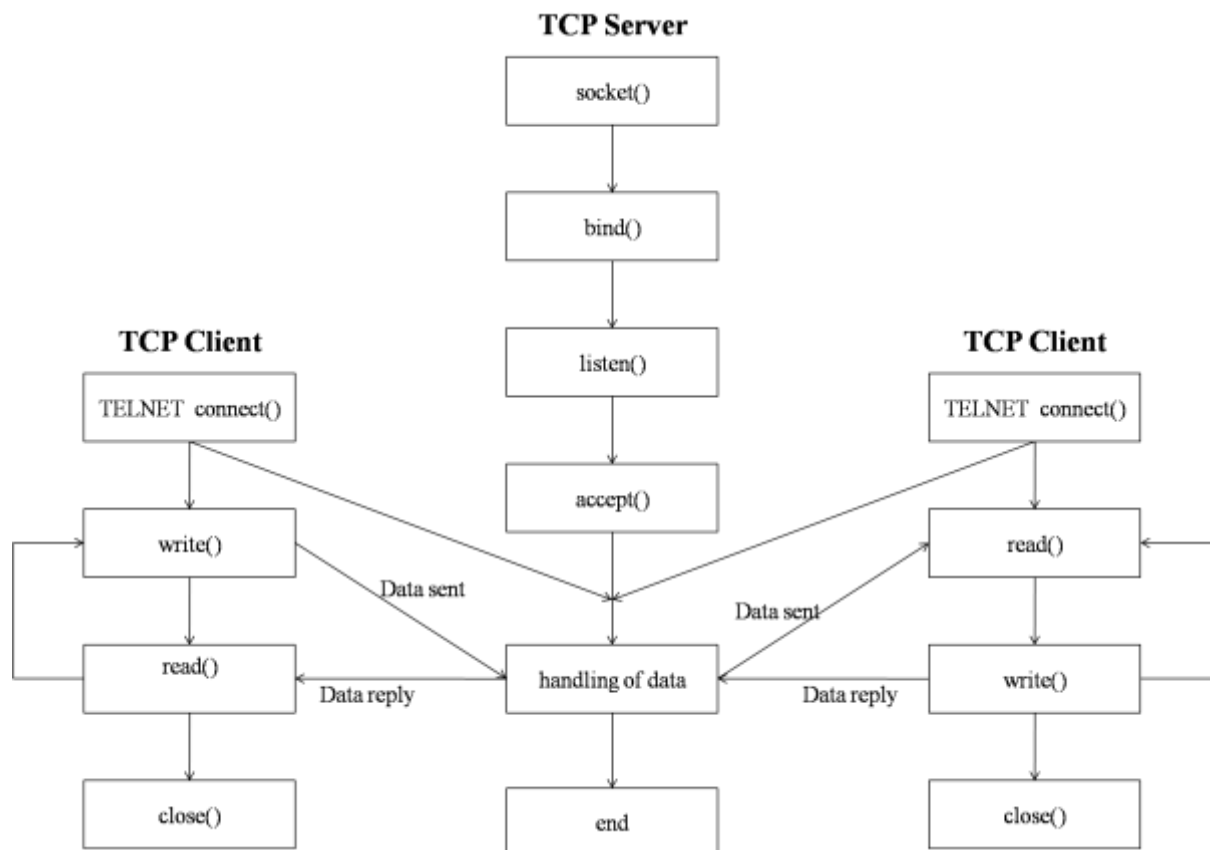 TCP Server
socket()
bind()
listen()
accept()
TCP Client
TELNET connect()
write()
Data sent
read()
Data reply
close()
handling of data
end
TCP Client
TELNET connect()
read()
Data sent
write()
Data reply
close()